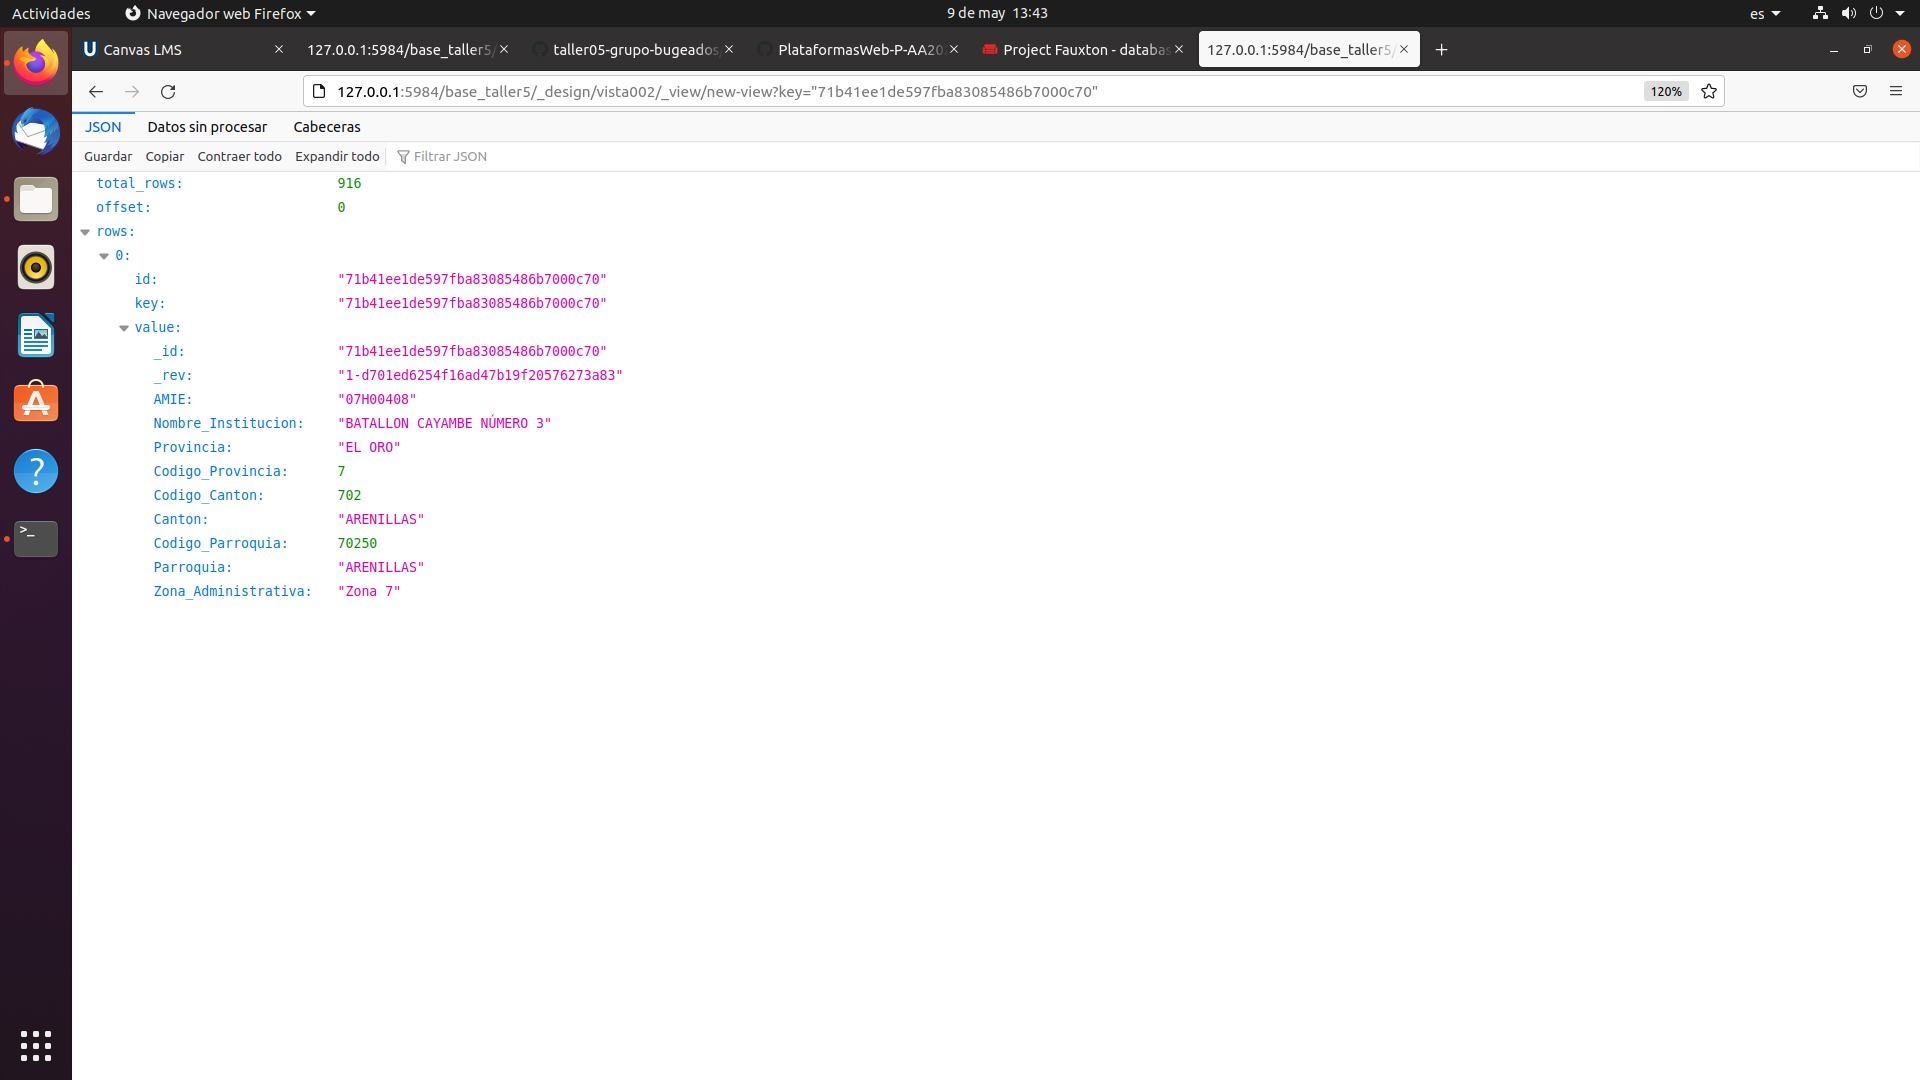 Actividades Navegador web Firefox 9 de may 13:43 es
U Canvas LMS 127.0.0.1:5984/base_taller5/ taller05-grupo-bugeados PlataformasWeb-P-AA20 Project Fauxton - databas 127.0.0.1:5984/base_taller5/
127.0.0.1:5984/base_taller5/_design/vista002/_view/new-view?key="71b41ee1de597fba83085486b7000c70" 120%
JSON Datos sin procesar Cabeceras
Guardar Copiar Contraer todo Expandir todo Filtrar JSON
total_rows: 916
offset: 0
rows:
0:
id: "71b41ee1de597fba83085486b7000c70"
key: "71b41ee1de597fba83085486b7000c70"
value:
_id: "71b41ee1de597fba83085486b7000c70"
_rev: "1-d701ed6254f16ad47b19f20576273a83"
AMIE: "07H00408"
Nombre_Institucion: "BATALLON CAYAMBE NÚMERO 3"
Provincia: "EL ORO"
Codigo_Provincia: 7
Codigo_Canton: 702
Canton: "ARENILLAS"
Codigo_Parroquia: 70250
Parroquia: "ARENILLAS"
Zona_Administrativa: "Zona 7"